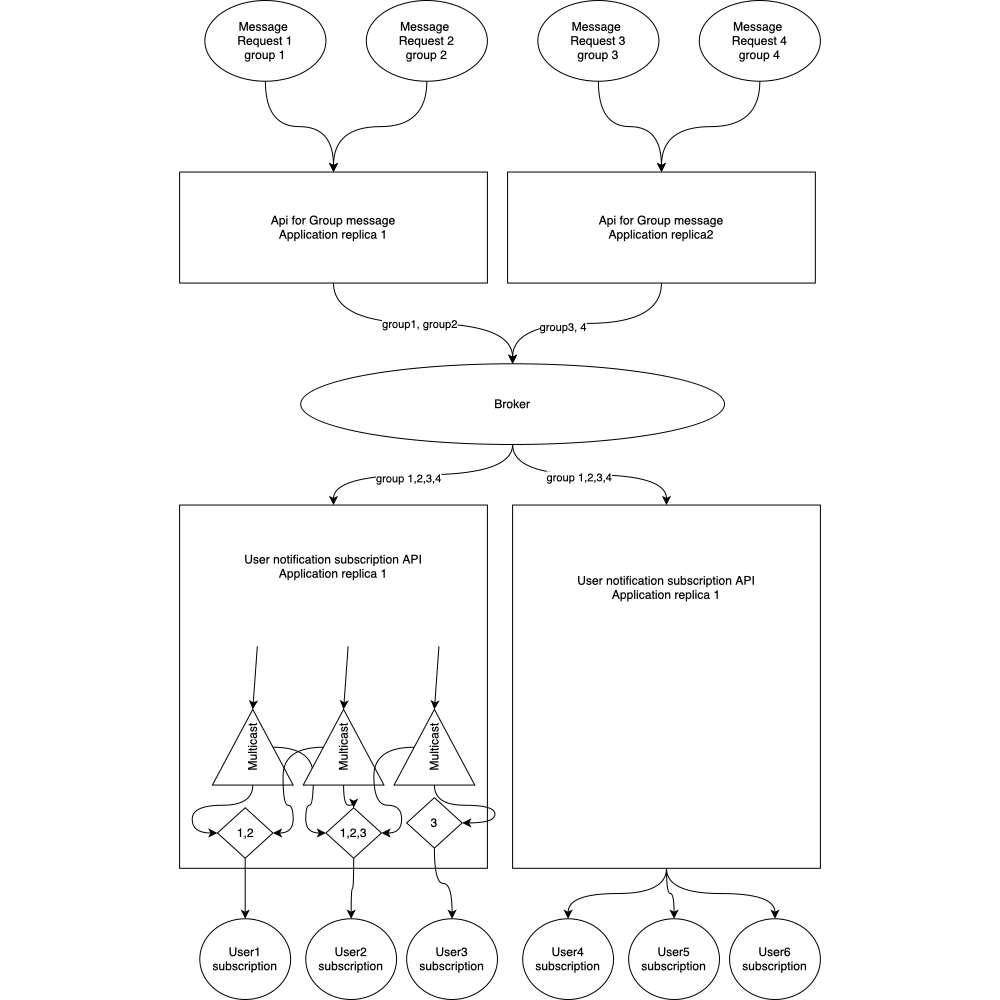 Message
Request 1
group 1
Message
Request 2
group 2
Message
Request 3
group 3
Message
Request 4
group 4
Api for Group message
Application replica 1
Api for Group message
Application replica2
group1, group2
group3, 4
Broker
group 1,2,3,4
group 1,2,3,4
User notification subscription API
Application replica 1
User notification subscription API
Application replica 1
Multicast
Multicast
Multicast
1,2
1,2,3
3
User1
subscription
User2
subscription
User3
subscription
User4
subscription
User5
subscription
User6
subscription